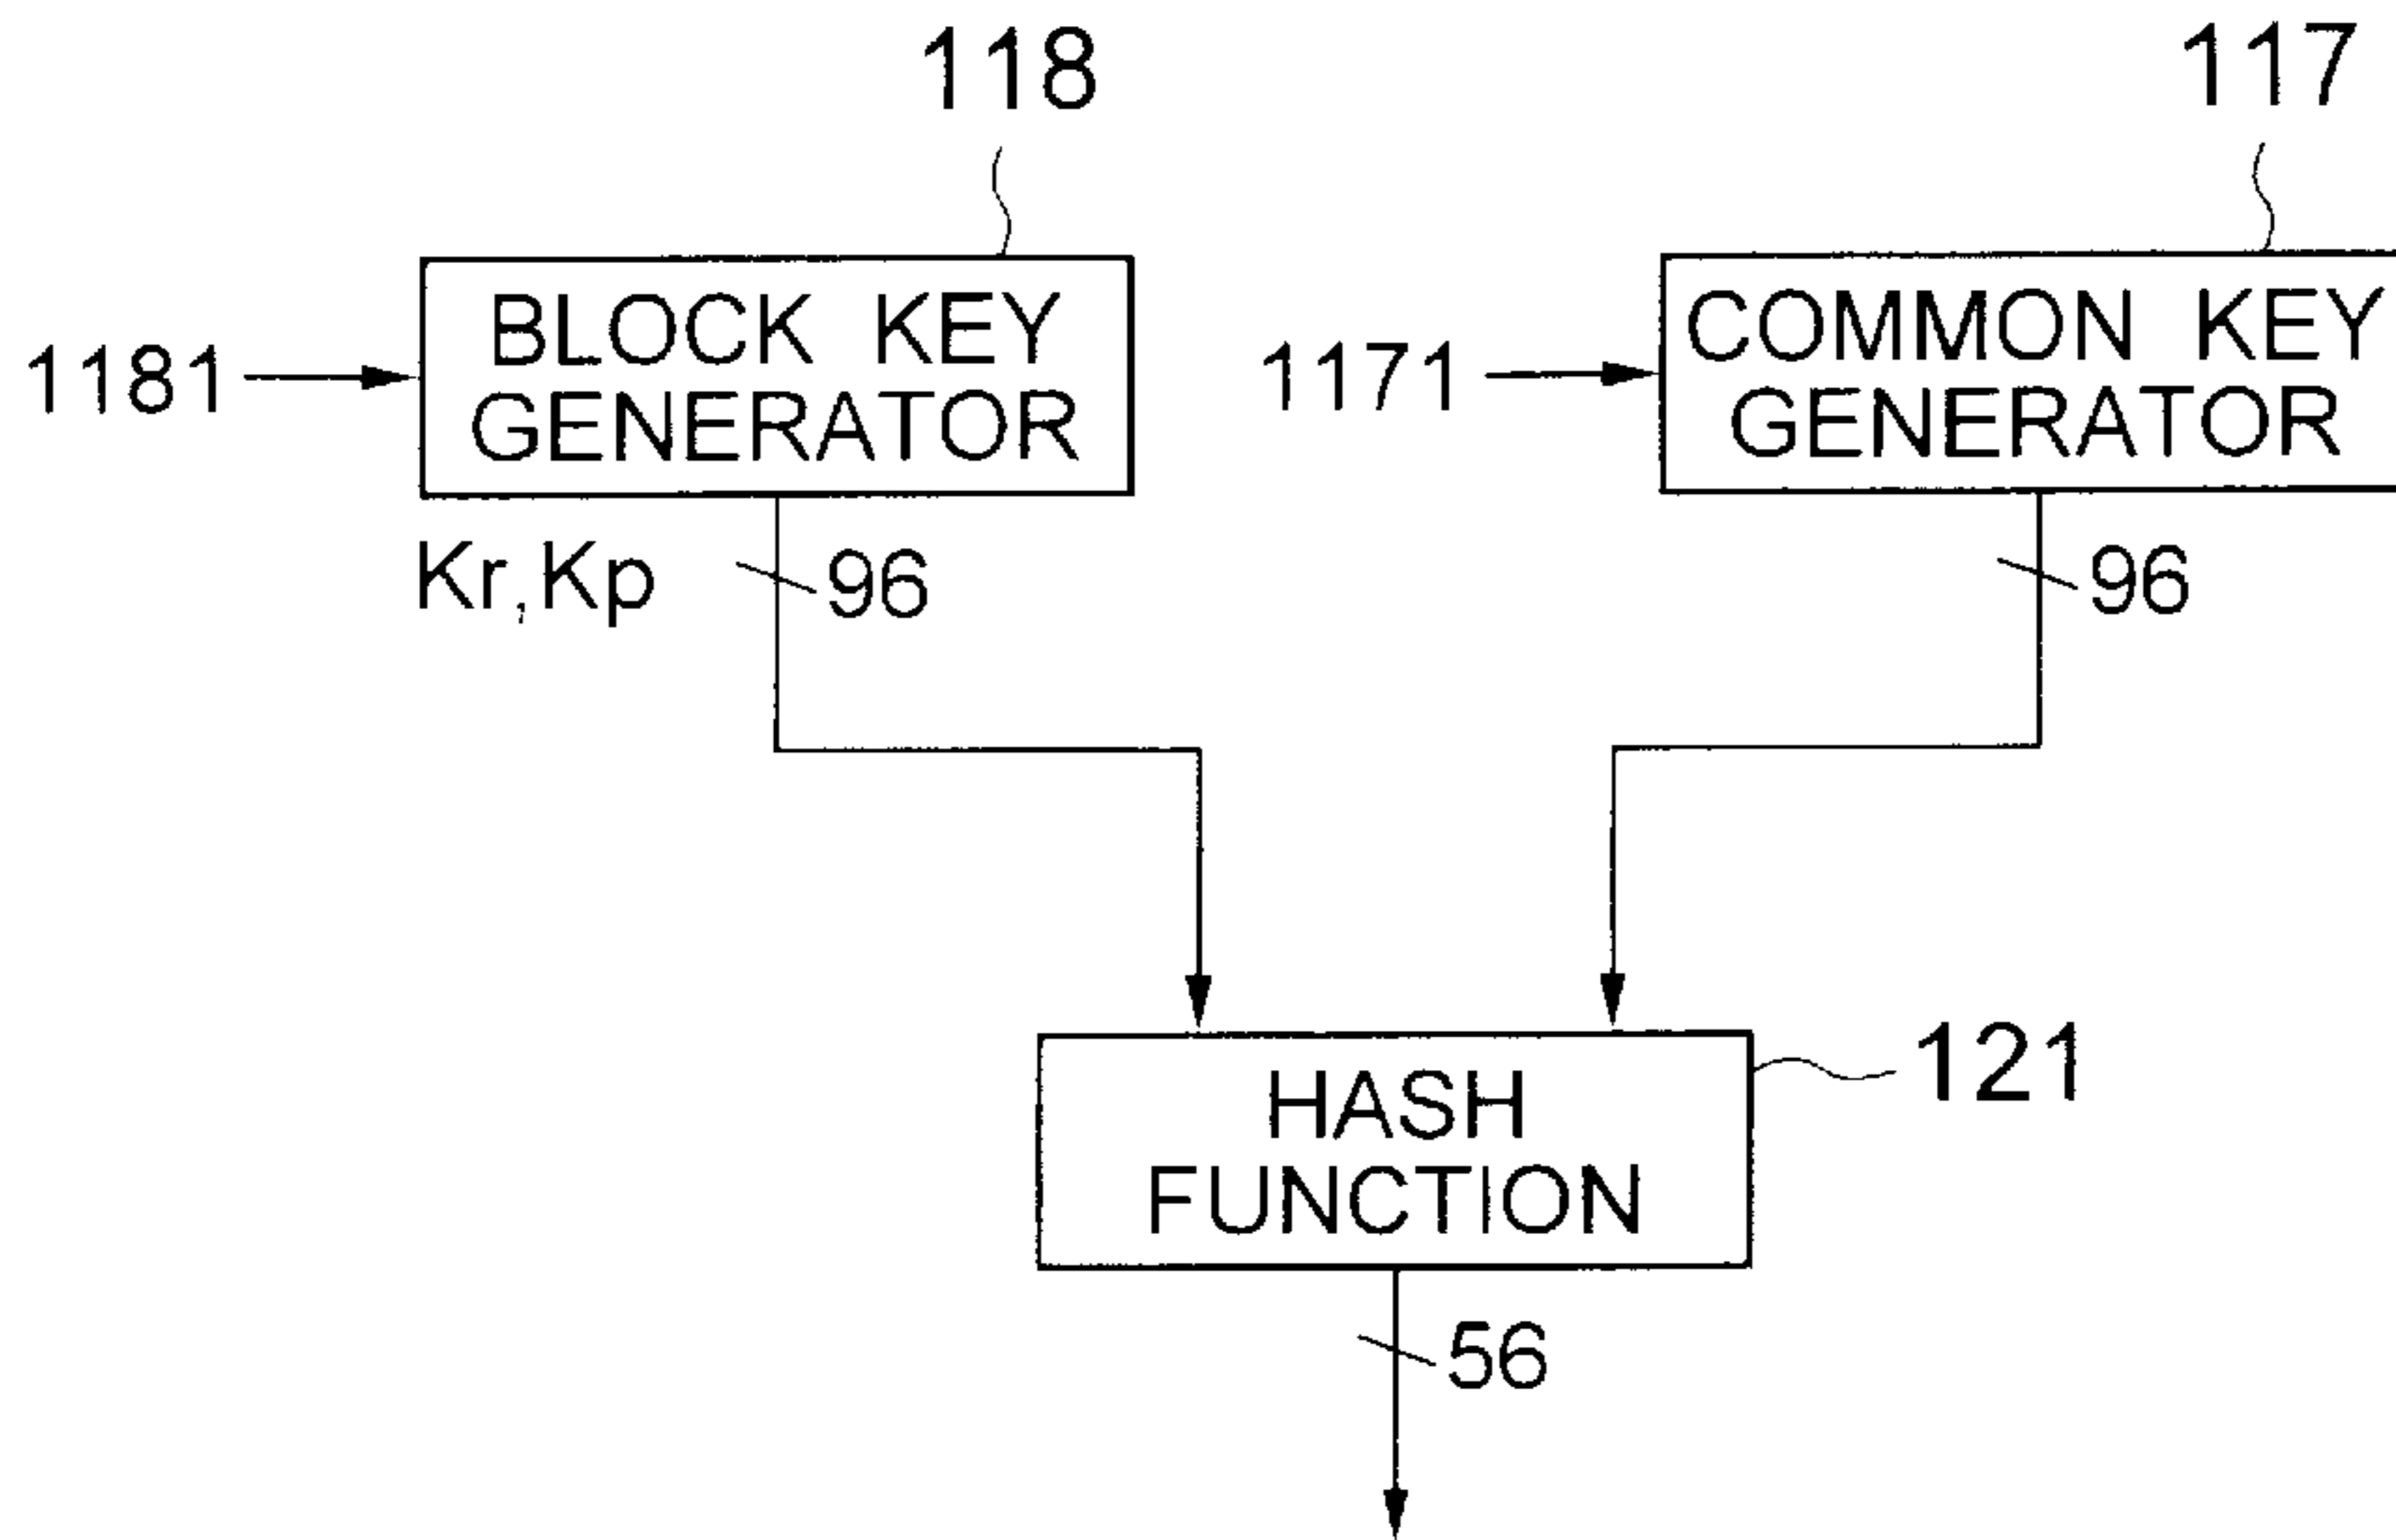 118
117
BLOCK KEY
GENERATOR
1181
COMMON KEY
GENERATOR
1171
Kr,Kp
96
96
HASH
FUNCTION
121
56